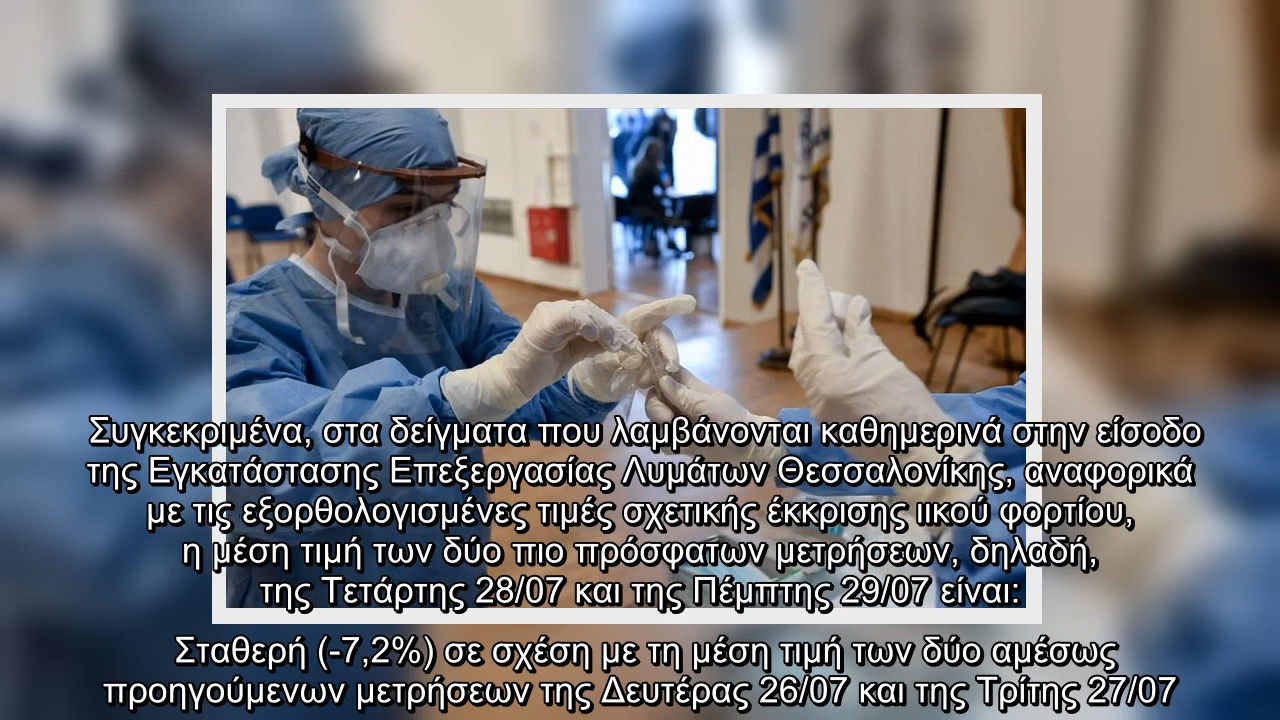 Συγκεκριμένα, στα δείγματα που λαμβάνονται καθημερινά στην είσοδο
της Εγκατάστασης Επεξεργασίας Λυμάτων Θεσσαλονίκης, αναφορικά
με τις εξορθολογισμένες τιμές σχετικής έκκρισης ιικού φορτίου,
η μέση τιμή των δύο πιο πρόσφατων μετρήσεων, δηλαδή,
της Τετάρτης 28/07 και της Πέμπτης 29/07 είναι:
Σταθερή (-7,2%) σε σχέση με τη μέση τιμή των δύο αμέσως
προηγούμενων μετρήσεων της Δευτέρας 26/07 και της Τρίτης 27/07